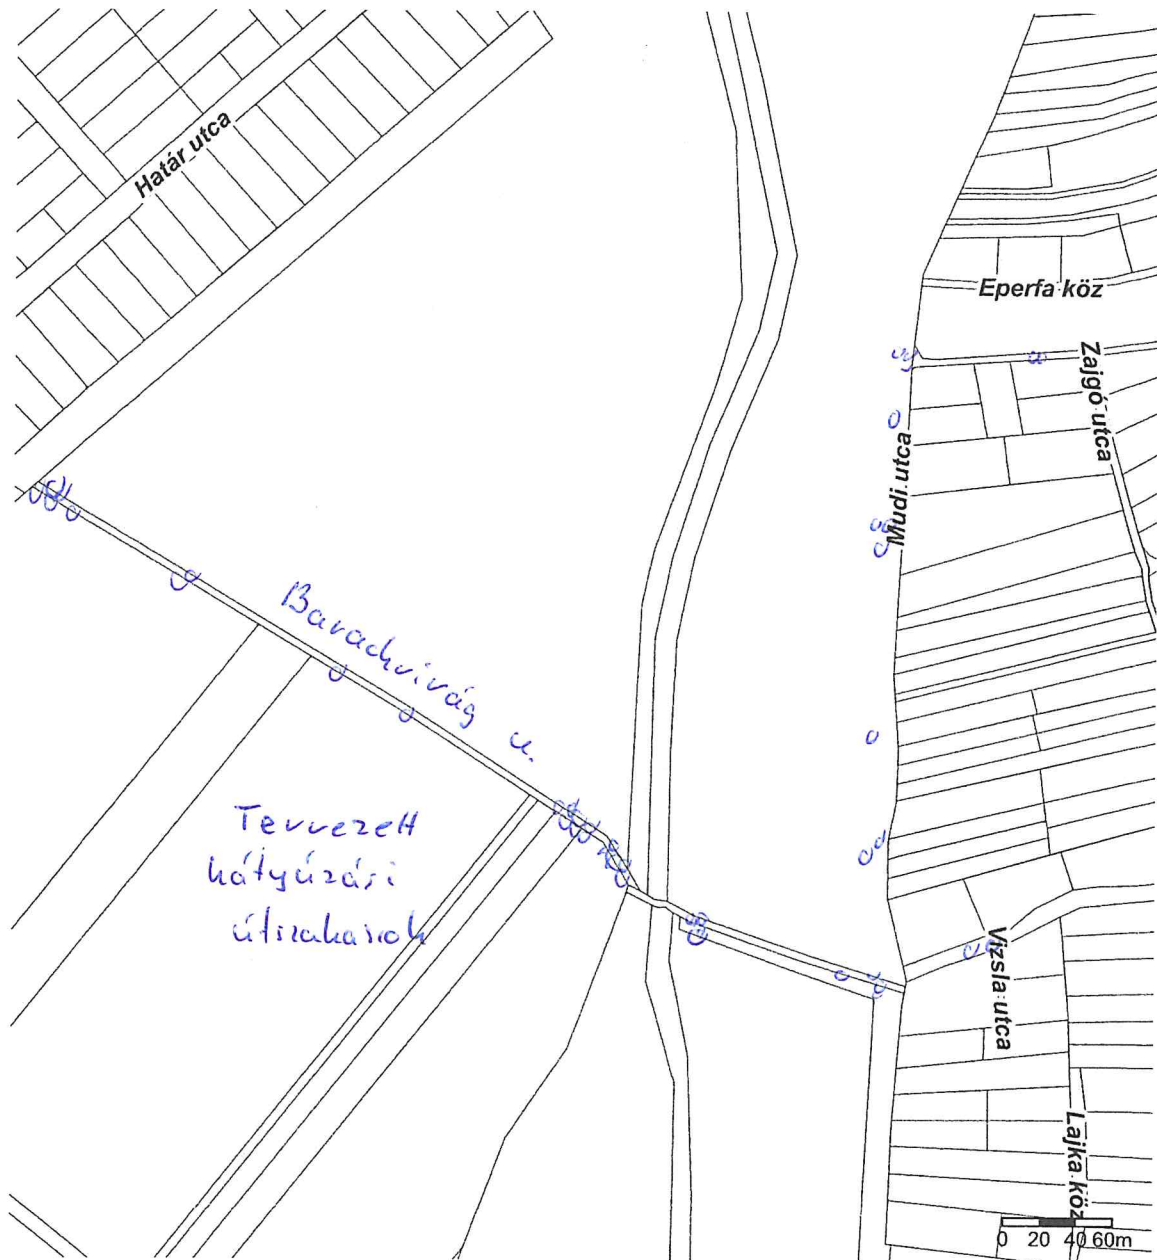 Határ utca
Eperfa köz
Zajgó utca
Mudi utca
Barackvirág u.
Tervezett
kátyúzási
útszakaszok
Vizsla utca
Lajka köz
0 20 40 60m